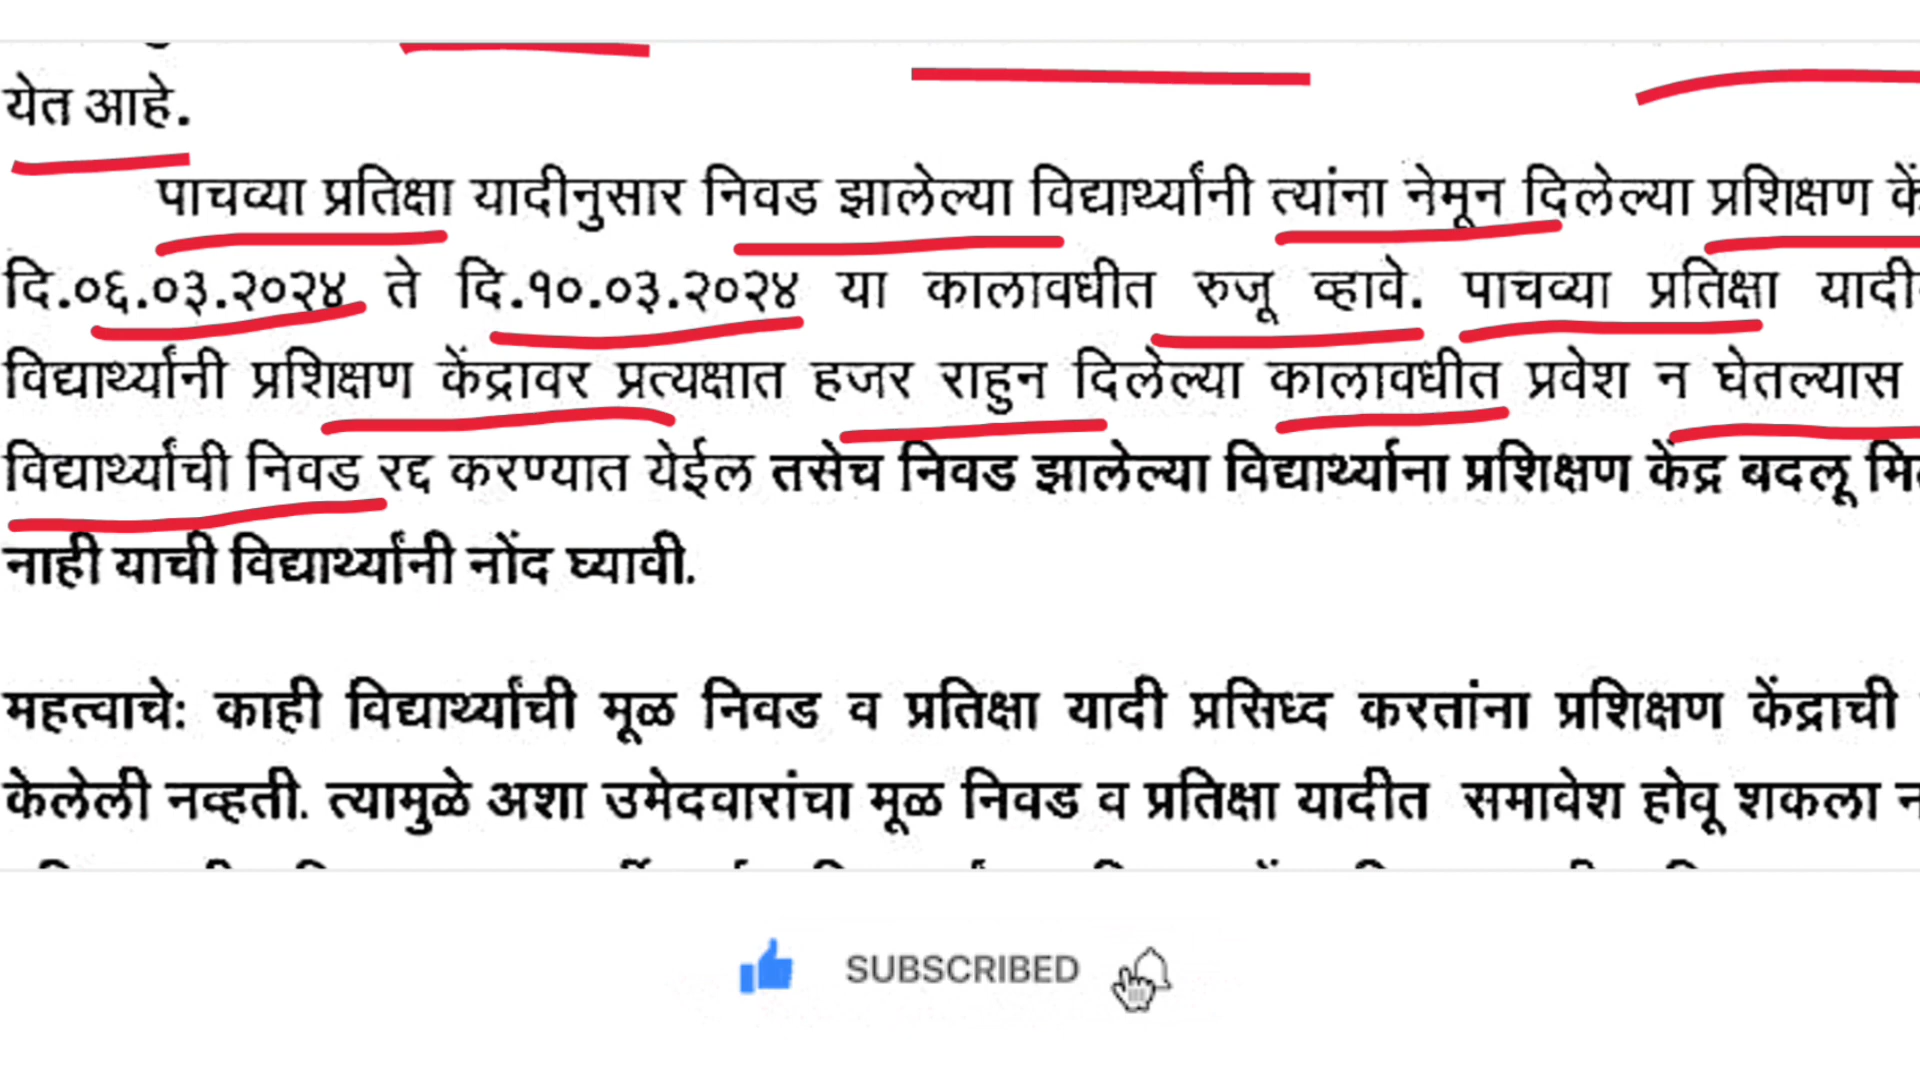 येत आहे.
पाचव्या प्रतिक्षा यादीनुसार निवड झालेल्या विद्यार्थ्यांनी त्यांना नेमून दिलेल्या प्रशिक्षण
दि.०६.०३.२०२४ ते दि.१०.०३.२०२४ या कालावधीत रुजू व्हावे. पाचव्या प्रतिक्षा
विद्यार्थ्यांनी प्रशिक्षण केंद्रावर प्रत्यक्षात हजर राहुन दिलेल्या कालावधीत प्रवेश न घेतल्यास
विद्यार्थ्यांची निवड रद्द करण्यात येईल तसेच निवड झालेल्या विद्यार्थ्यांना प्रशिक्षण केंद्र बदलू
नाही याची विद्यार्थ्यांनी नोंद घ्यावी.
महत्वाचे: काही विद्यार्थ्यांची मूळ निवड व प्रतिक्षा यादी प्रसिध्द करतांना प्रशिक्षण केंद्राची
केलेली नव्हती. त्यामुळे अशा उमेदवारांचा मूळ निवड व प्रतिक्षा यादीत समावेश होवू शकला
SUBSCRIBED